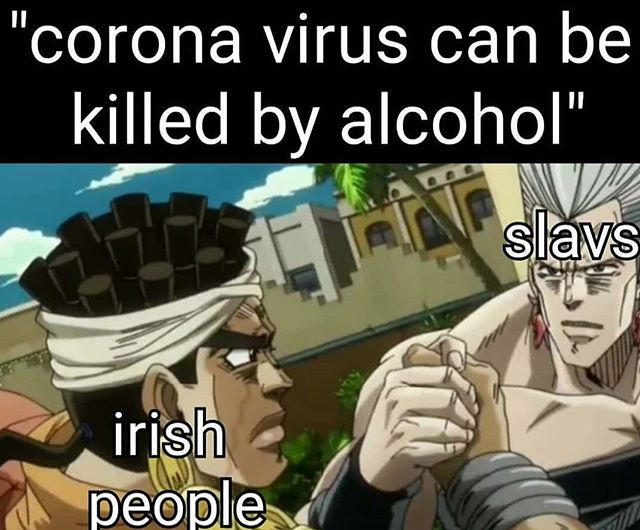 "corona virus can be
killed by alcohol"
slavs
irish
people